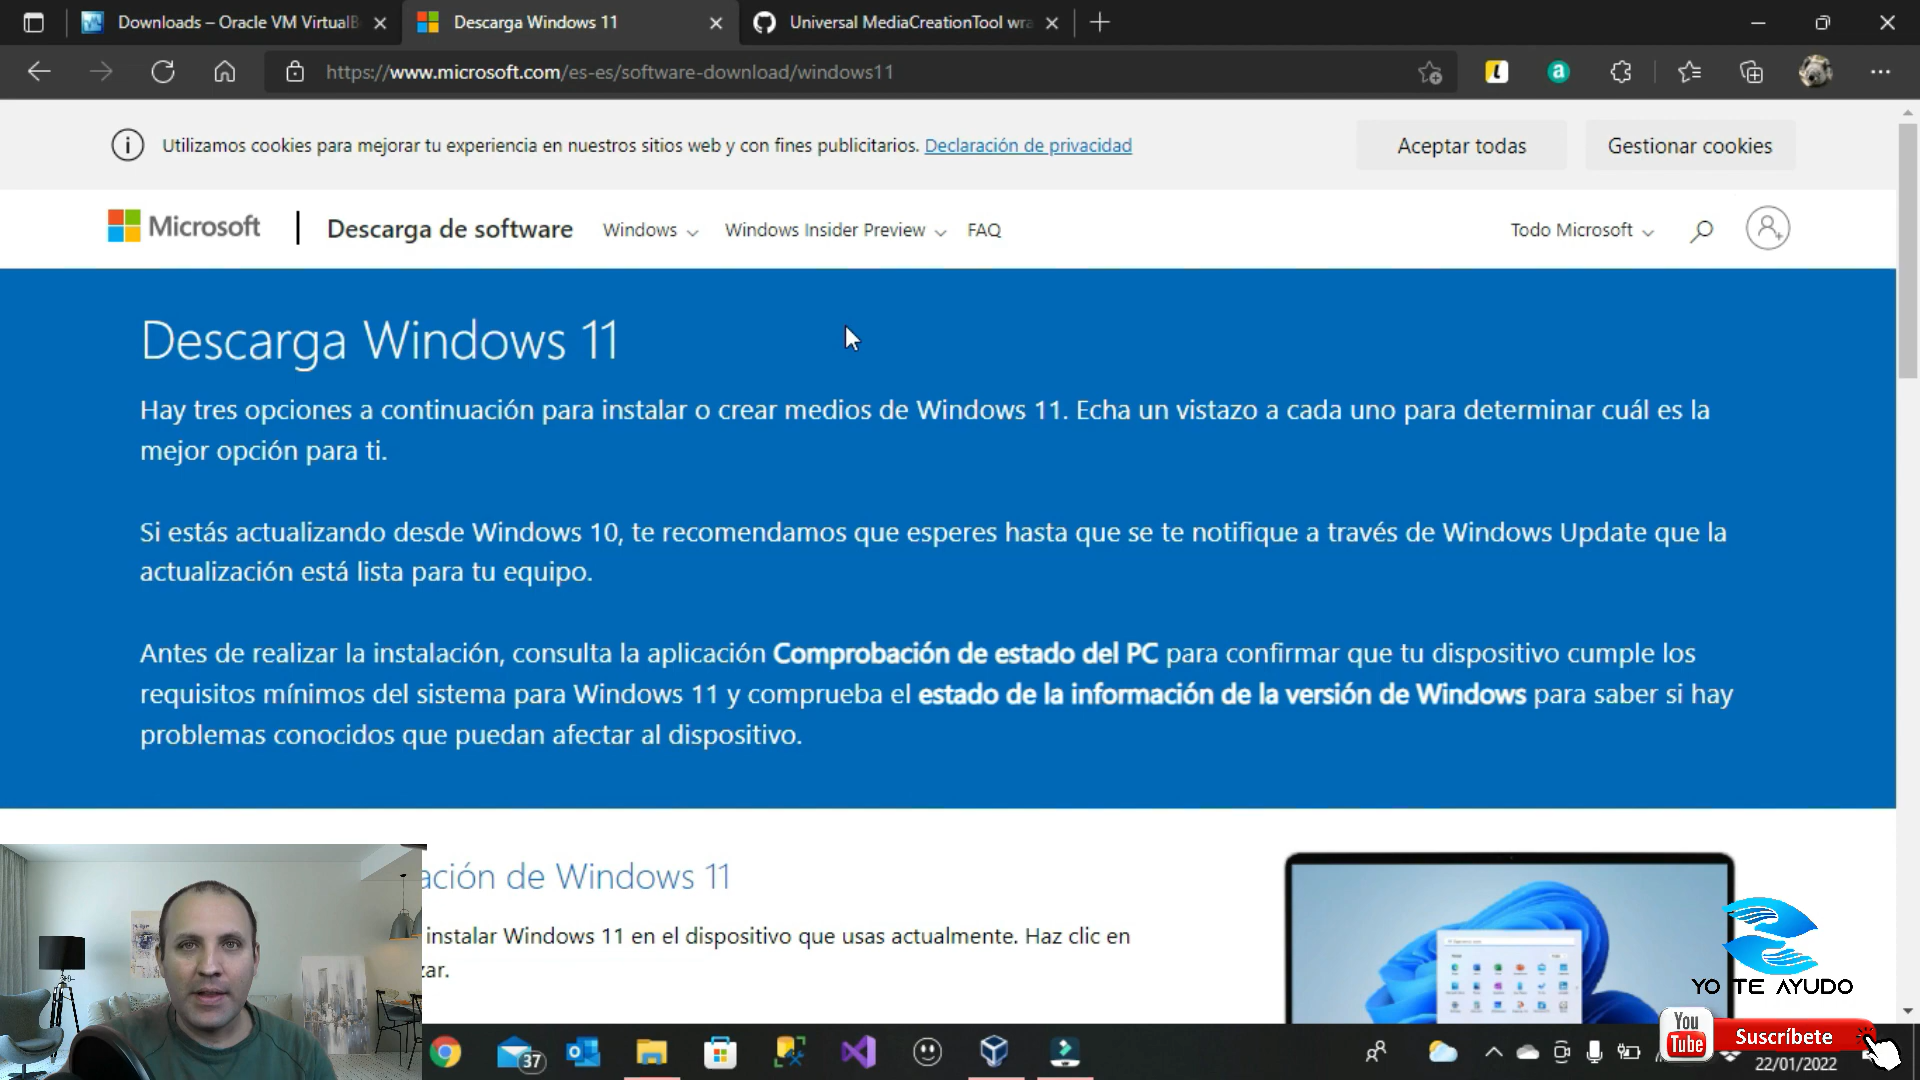 Downloads – Oracle VM VirtualB
Descarga Windows 11
Universal MediaCreationTool wra
https://www.microsoft.com/es-es/software-download/windows11
Utilizamos cookies para mejorar tu experiencia en nuestros sitios web y con fines publicitarios. Declaración de privacidad
Aceptar todas
Gestionar cookies
Microsoft
Descarga de software
Windows
Windows Insider Preview
FAQ
Todo Microsoft
Descarga Windows 11
Hay tres opciones a continuación para instalar o crear medios de Windows 11. Echa un vistazo a cada uno para determinar cuál es la
mejor opción para ti.
Si estás actualizando desde Windows 10, te recomendamos que esperes hasta que se te notifique a través de Windows Update que la
actualización está lista para tu equipo.
Antes de realizar la instalación, consulta la aplicación Comprobación de estado del PC para confirmar que tu dispositivo cumple los
requisitos mínimos del sistema para Windows 11 y comprueba el estado de la información de la versión de Windows para saber si hay
problemas conocidos que puedan afectar al dispositivo.
ación de Windows 11
instalar Windows 11 en el dispositivo que usas actualmente. Haz clic en
zar.
YO TE AYUDO
You
Tube
Suscríbete
37
22/01/2022